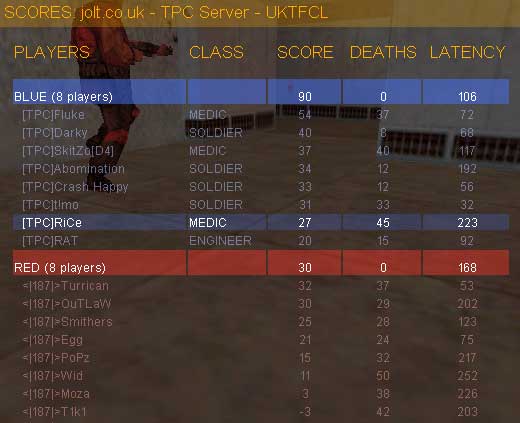 SCORES: jolt.co.uk - TPC Server - UKTFCL
PLAYERS CLASS SCORE DEATHS LATENCY
BLUE (8 players) 90 0 106
[TPC]Fluke MEDIC 54 37 72
[TPC]Darky SOLDIER 40 8 68
[TPC]SkitZo[D4] MEDIC 37 40 117
[TPC]Abomination SOLDIER 34 12 192
[TPC]Crash Happy SOLDIER 33 12 56
[TPC]t!mo SOLDIER 31 33 32
[TPC]RiCe MEDIC 27 45 223
[TPC]RAT ENGINEER 20 15 92
RED (8 players) 30 0 168
<|187|>Turrican 32 37 53
<|187|>OuTLaW 30 29 202
<|187|>Smithers 25 28 123
<|187|>Egg 21 24 75
<|187|>PoPz 15 32 217
<|187|>Wid 11 50 252
<|187|>Moza 3 38 226
<|187|>T1k1 -3 42 203